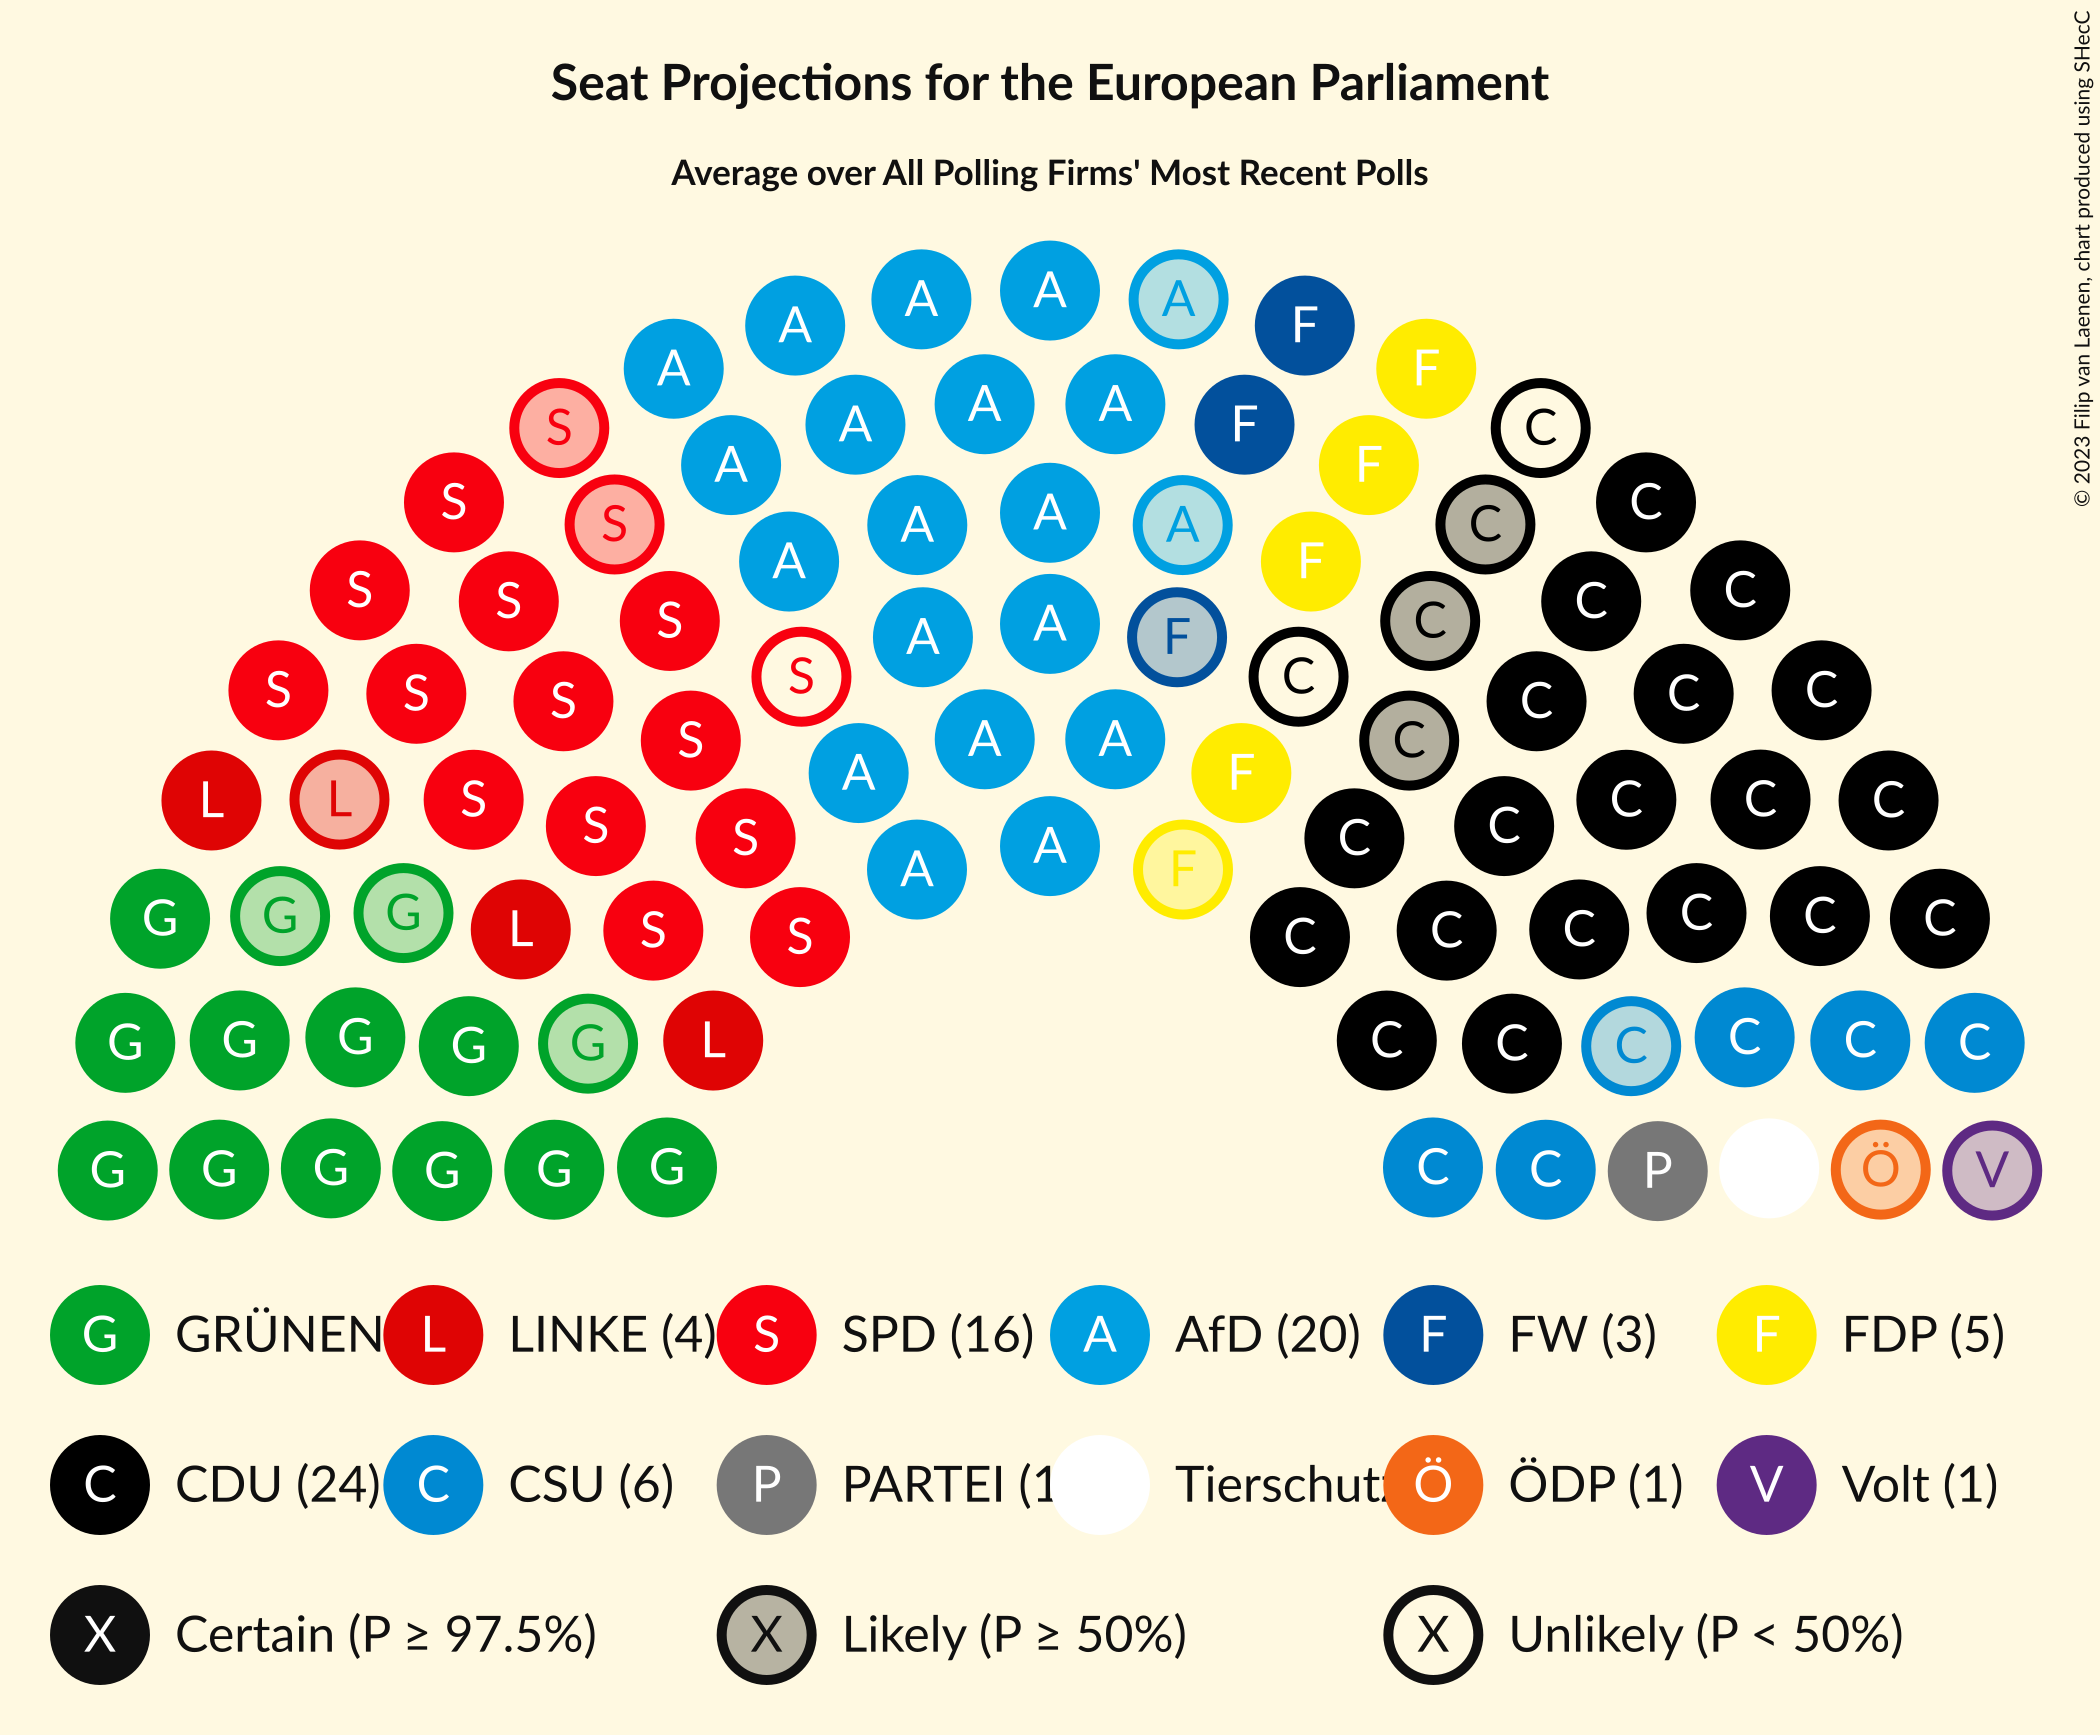 Seat Projections for the European Parliament
Average over All Polling Firms' Most Recent Polls
© 2023 Filip van Laenen, chart produced using SHecC
A A A A A F F
A A A A F F C
S A A A A F C C
S S A A F C C C
S S S S A A A F C C C C
S S S S A A F C C C C C
L L S S S C C C C C
G G G L S S C C C C C C
G G G G G L C C C C C C
G G G G G G C C P Ö V
G GRÜNEN L LINKE (4) S SPD (16) A AfD (20) F FW (3) F FDP (5)
C CDU (24) C CSU (6) P PARTEI (1 Tierschutz Ö ÖDP (1) V Volt (1)
X Certain (P ≥ 97.5%) X Likely (P ≥ 50%) X Unlikely (P < 50%)